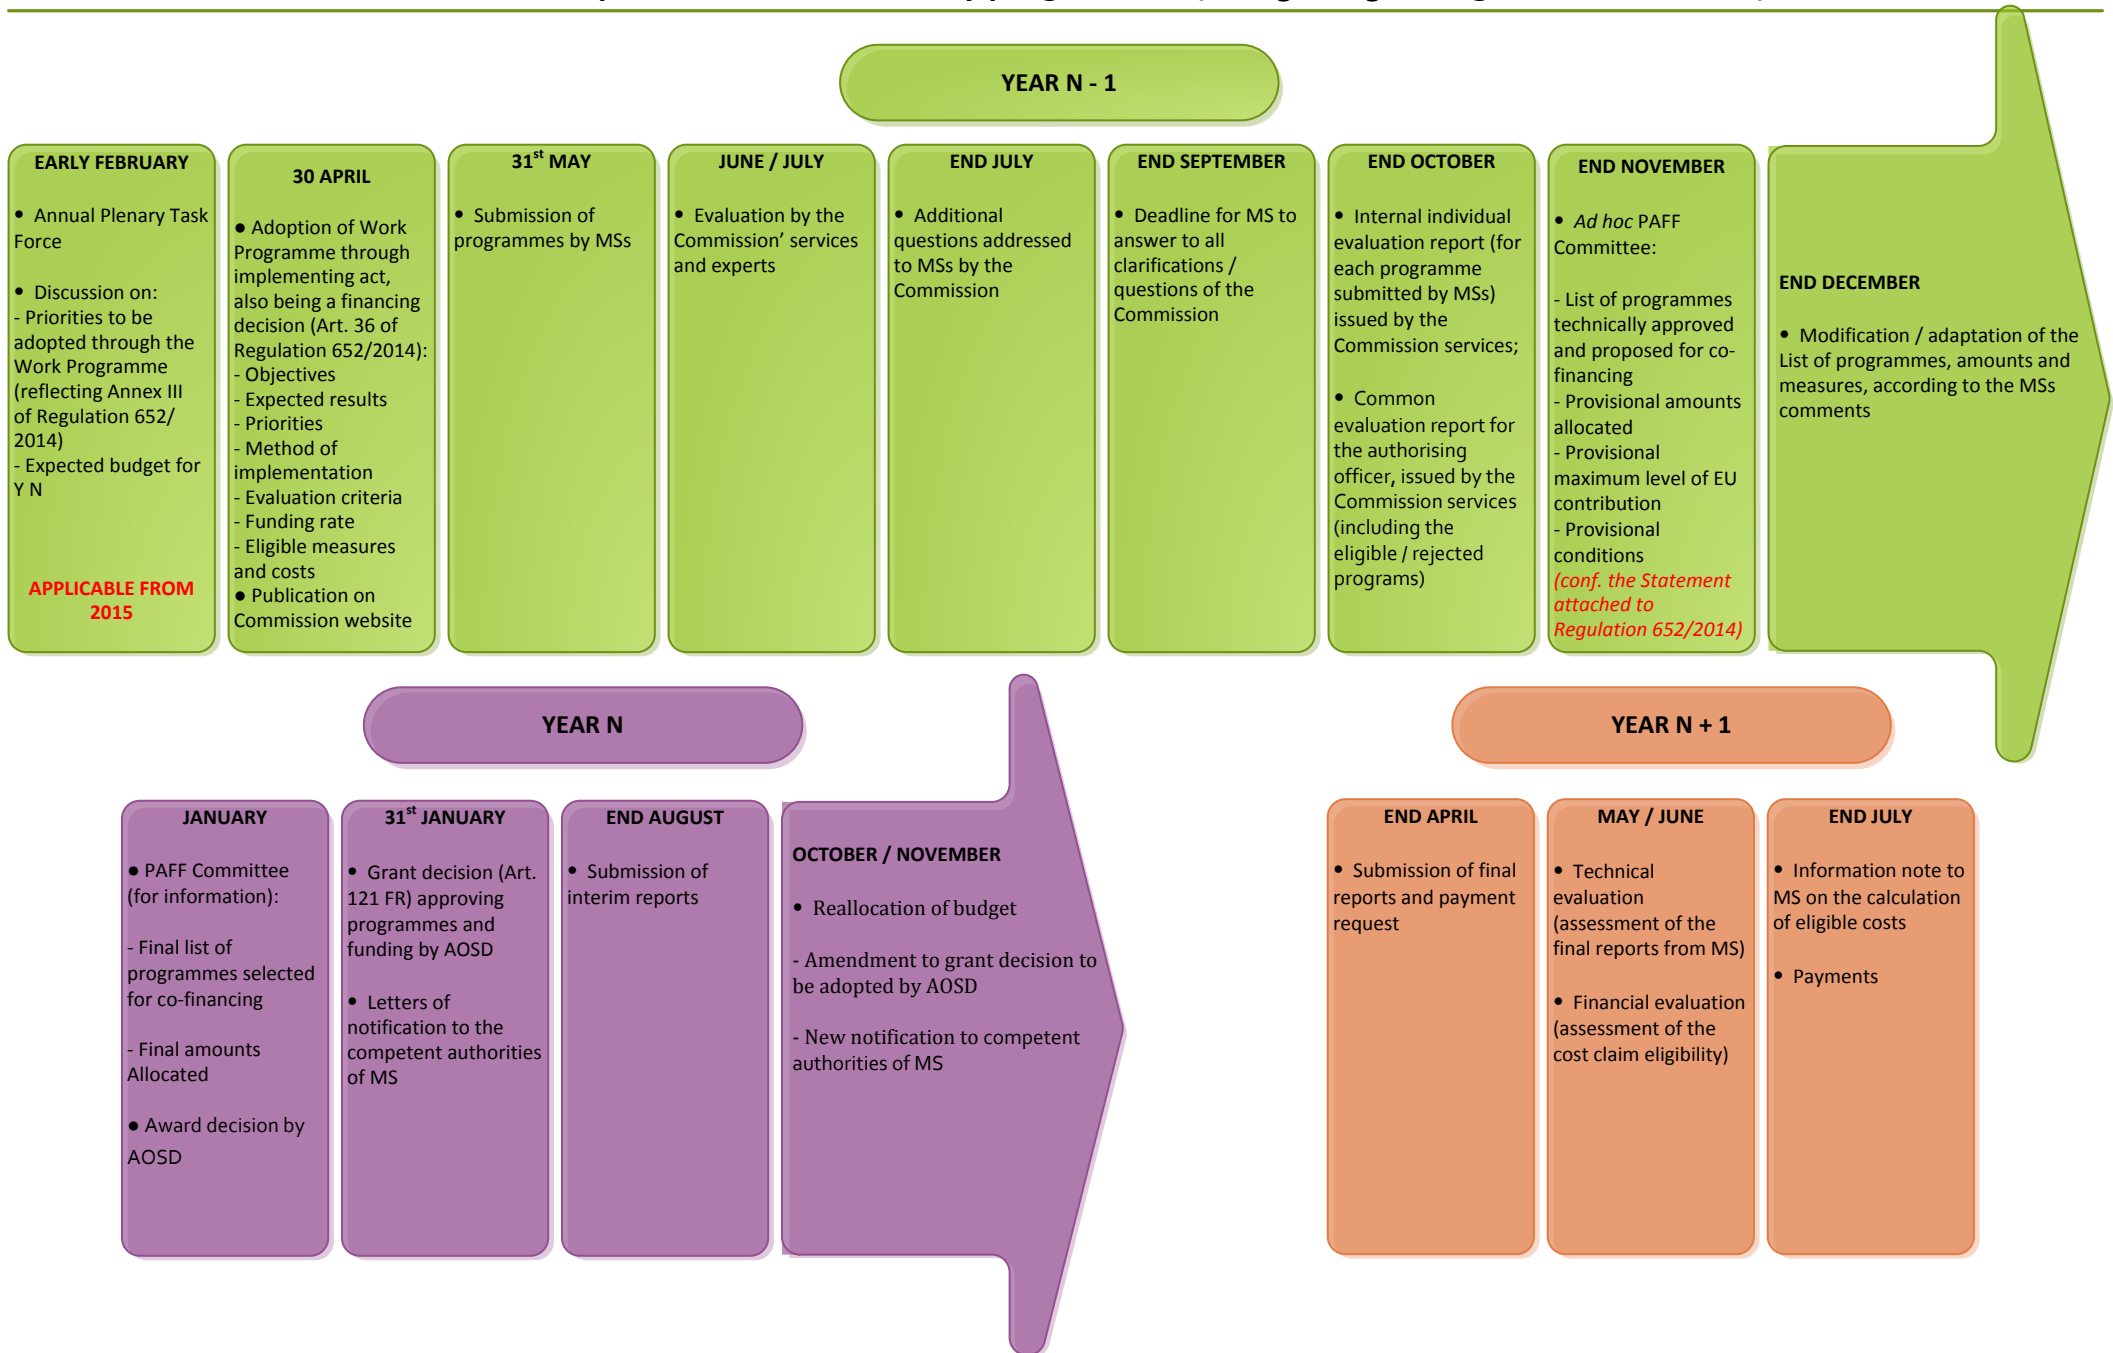 YEAR N - 1
EARLY FEBRUARY
• Annual Plenary Task
Force
• Discussion on:
- Priorities to be
adopted through the
Work Programme
(reflecting Annex III
of Regulation 652/
2014)
- Expected budget for
Y N
APPLICABLE FROM
2015
30 APRIL
● Adoption of Work
Programme through
implementing act,
also being a financing
decision (Art. 36 of
Regulation 652/2014):
- Objectives
- Expected results
- Priorities
- Method of
implementation
- Evaluation criteria
- Funding rate
- Eligible measures
and costs
● Publication on
Commission website
31st MAY
• Submission of
programmes by MSs
JUNE / JULY
• Evaluation by the
Commission’ services
and experts
END JULY
• Additional
questions addressed
to MSs by the
Commission
END SEPTEMBER
• Deadline for MS to
answer to all
clarifications /
questions of the
Commission
END OCTOBER
• Internal individual
evaluation report (for
each programme
submitted by MSs)
issued by the
Commission services;
• Common
evaluation report for
the authorising
officer, issued by the
Commission services
(including the
eligible / rejected
programs)
END NOVEMBER
• Ad hoc PAFF
Committee:
- List of programmes
technically approved
and proposed for co-
financing
- Provisional amounts
allocated
- Provisional
maximum level of EU
contribution
- Provisional
conditions
(conf. the Statement
attached to
Regulation 652/2014)
END DECEMBER
• Modification / adaptation of the
List of programmes, amounts and
measures, according to the MSs
comments
YEAR N
JANUARY
● PAFF Committee
(for information):
- Final list of
programmes selected
for co-financing
- Final amounts
Allocated
● Award decision by
AOSD
31st JANUARY
• Grant decision (Art.
121 FR) approving
programmes and
funding by AOSD
• Letters of
notification to the
competent authorities
of MS
END AUGUST
• Submission of
interim reports
OCTOBER / NOVEMBER
• Reallocation of budget
- Amendment to grant decision to
be adopted by AOSD
- New notification to competent
authorities of MS
YEAR N + 1
END APRIL
• Submission of final
reports and payment
request
MAY / JUNE
• Technical
evaluation
(assessment of the
final reports from MS)
• Financial evaluation
(assessment of the
cost claim eligibility)
END JULY
• Information note to
MS on the calculation
of eligible costs
• Payments